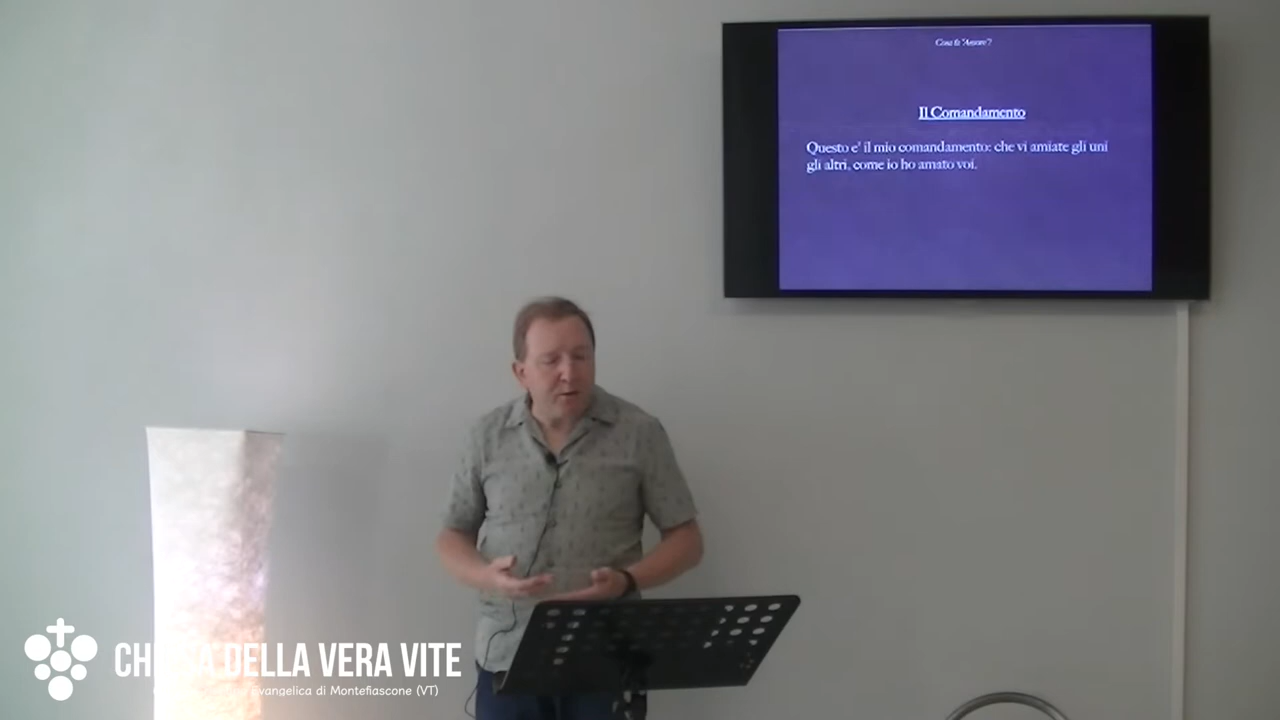 Cosa fa "Amore"?
Il Comandamento
Questo e' il mio comandamento: che vi amiate gli uni
gli altri, come io ho amato voi.
DELLA VERA VITE
Evangelica di Montefiascone (VT)